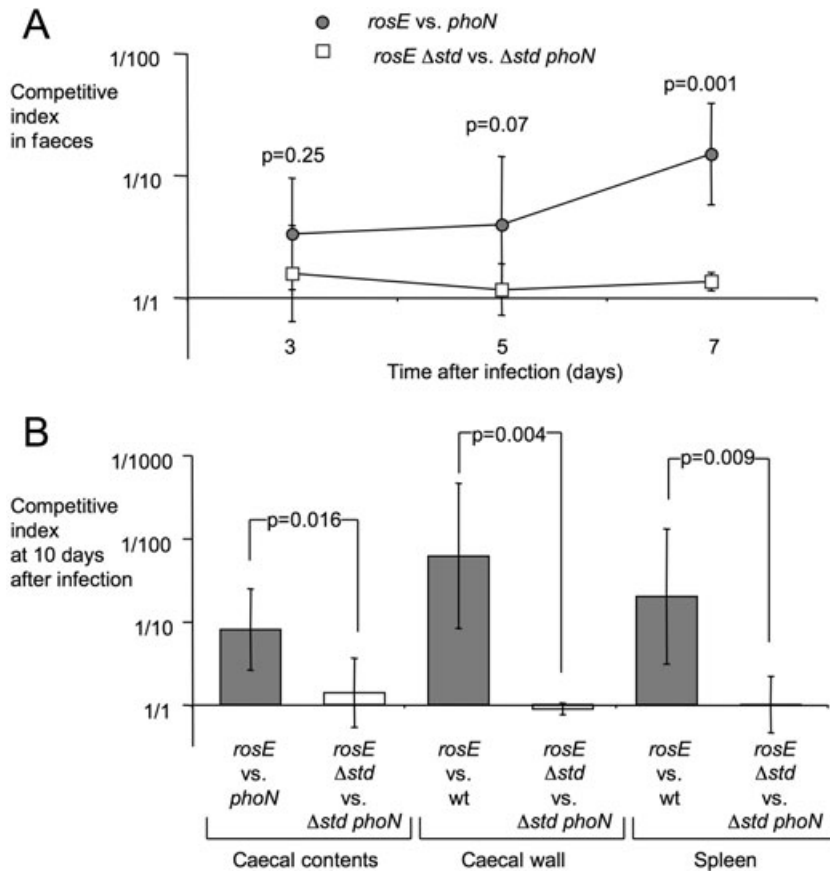 A
rosE vs. phoN
rosE Δstd vs. Δstd phoN
1/100
Competitive
index
in faeces
p=0.25
p=0.07
p=0.001
1/10
1/1
3
5
7
Time after infection (days)
B
1/1000
Competitive
index
at 10 days
after infection
1/100
1/10
1/1
p=0.016
p=0.004
p=0.009
rosE
vs.
phoN
rosE
Δstd
vs.
Δstd phoN
rosE
vs.
wt
rosE
Δstd
vs.
Δstd phoN
rosE
vs.
wt
rosE
Δstd
vs.
Δstd phoN
Caecal contents
Caecal wall
Spleen